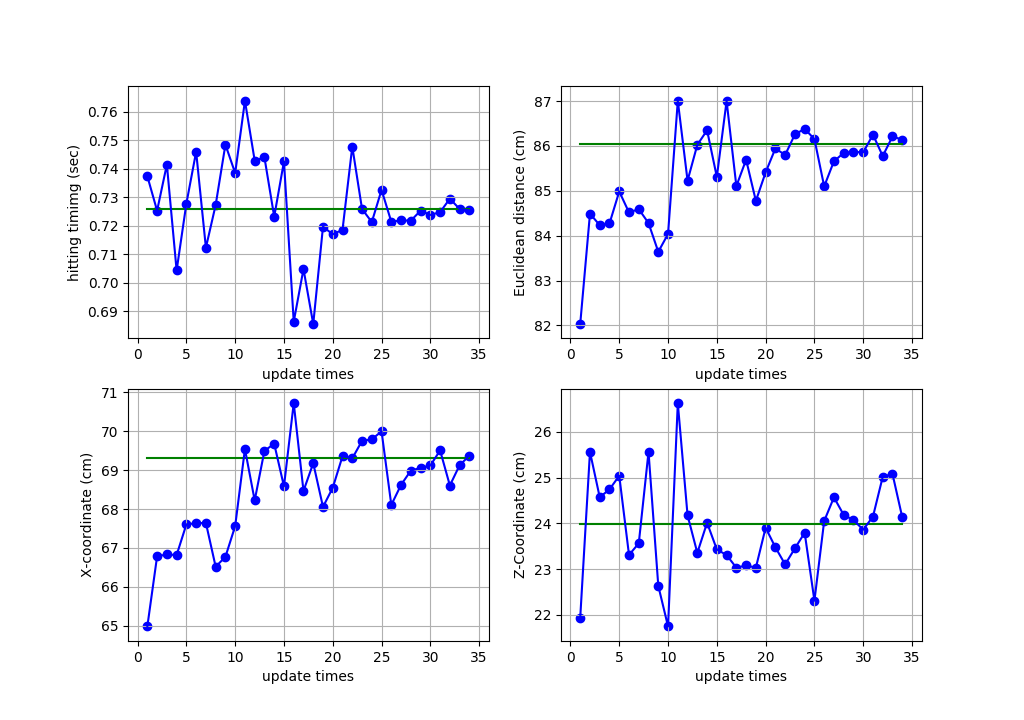 0.76
0.75
0.74
0.73
0.72
0.71
0.70
0.69
hitting timimg (sec)
0 5 10 15 20 25 30 35
update times
87
86
85
84
83
82
Euclidean distance (cm)
0 5 10 15 20 25 30 35
update times
71
70
69
68
67
66
65
X-coordinate (cm)
0 5 10 15 20 25 30 35
update times
26
25
24
23
22
Z-Coordinate (cm)
0 5 10 15 20 25 30 35
update times